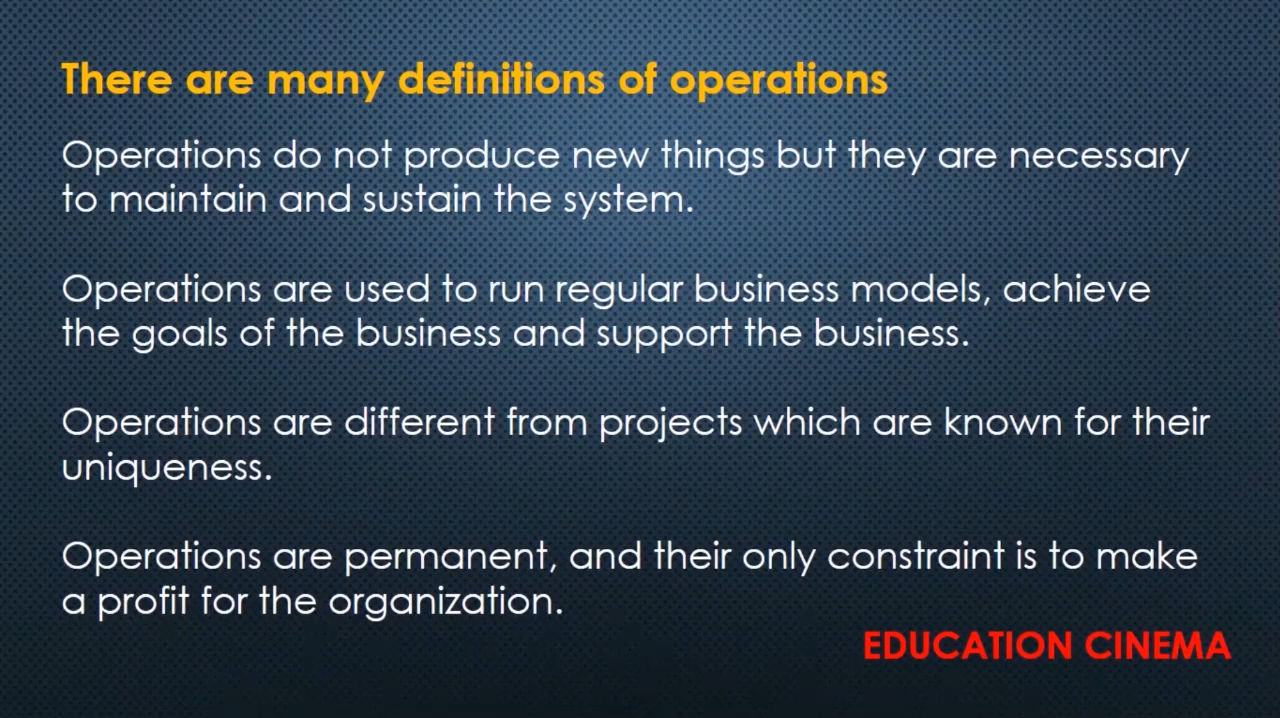 There are many definitions of operations
Operations do not produce new things but they are necessary
to maintain and sustain the system.
Operations are used to run regular business models, achieve
the goals of the business and support the business.
Operations are different from projects which are known for their
uniqueness.
Operations are permanent, and their only constraint is to make
a profit for the organization.
EDUCATION CINEMA